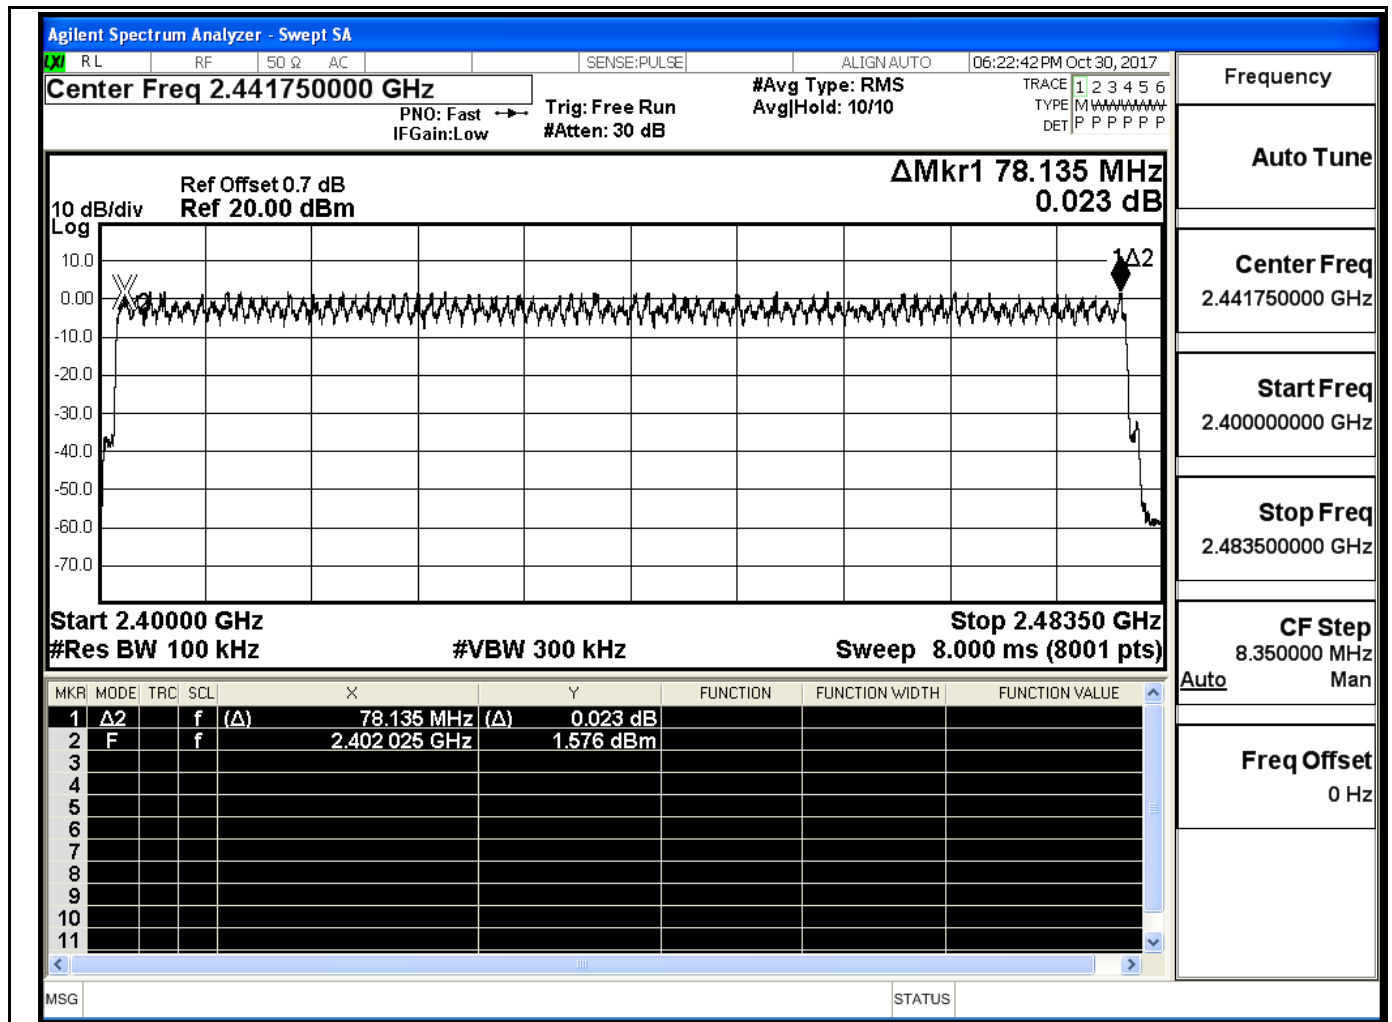 Agilent Spectrum Analyzer - Swept SA
LXI RL RF 50 Ω AC SENSE:PULSE ALIGN AUTO 06:22:42 PM Oct 30, 2017
Center Freq 2.441750000 GHz
PNO: Fast
IFGain:Low
Trig: Free Run
#Atten: 30 dB
#Avg Type: RMS
Avg|Hold: 10/10
TRACE 1 2 3 4 5 6
TYPE M WWWWW
DET P P P P P P
ΔMkr1 78.135 MHz
0.023 dB
Ref Offset 0.7 dB
10 dB/div Ref 20.00 dBm
Log
10.0
0.00
-10.0
-20.0
-30.0
-40.0
-50.0
-60.0
-70.0
1Δ2
Start 2.40000 GHz Stop 2.48350 GHz
#Res BW 100 kHz #VBW 300 kHz Sweep 8.000 ms (8001 pts)
MKR MODE TRC SCL X Y FUNCTION FUNCTION WIDTH FUNCTION VALUE
1 Δ2 f (Δ) 78.135 MHz (Δ) 0.023 dB
2 F f 2.402 025 GHz 1.576 dBm
3
4
5
6
7
8
9
10
11
MSG STATUS
Frequency
Auto Tune
Center Freq
2.441750000 GHz
Start Freq
2.400000000 GHz
Stop Freq
2.483500000 GHz
CF Step
8.350000 MHz
Auto Man
Freq Offset
0 Hz